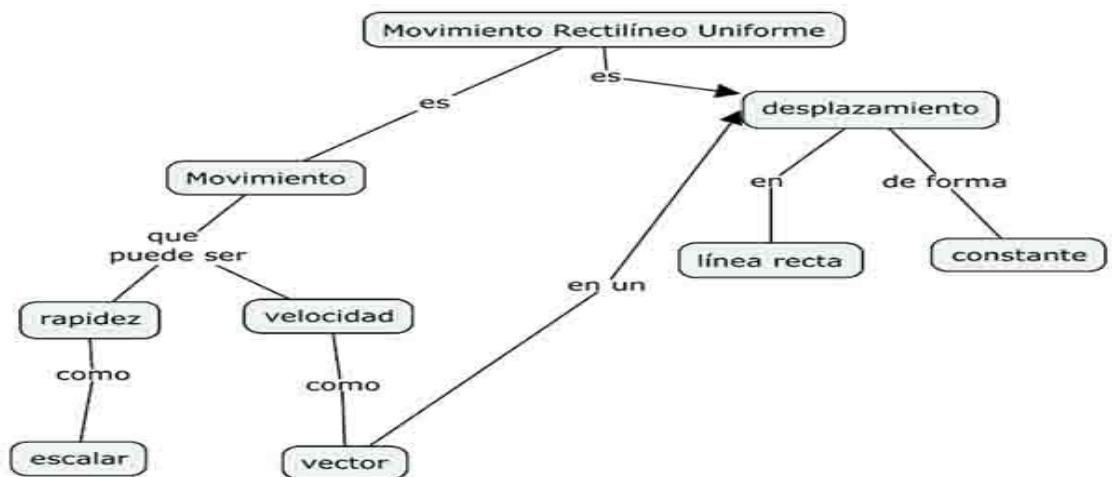 Movimiento Rectilíneo Uniforme
es
es
desplazamiento
Movimiento
en
de forma
que
puede ser
línea recta
constante
en un
rapidez
velocidad
como
como
escalar
vector